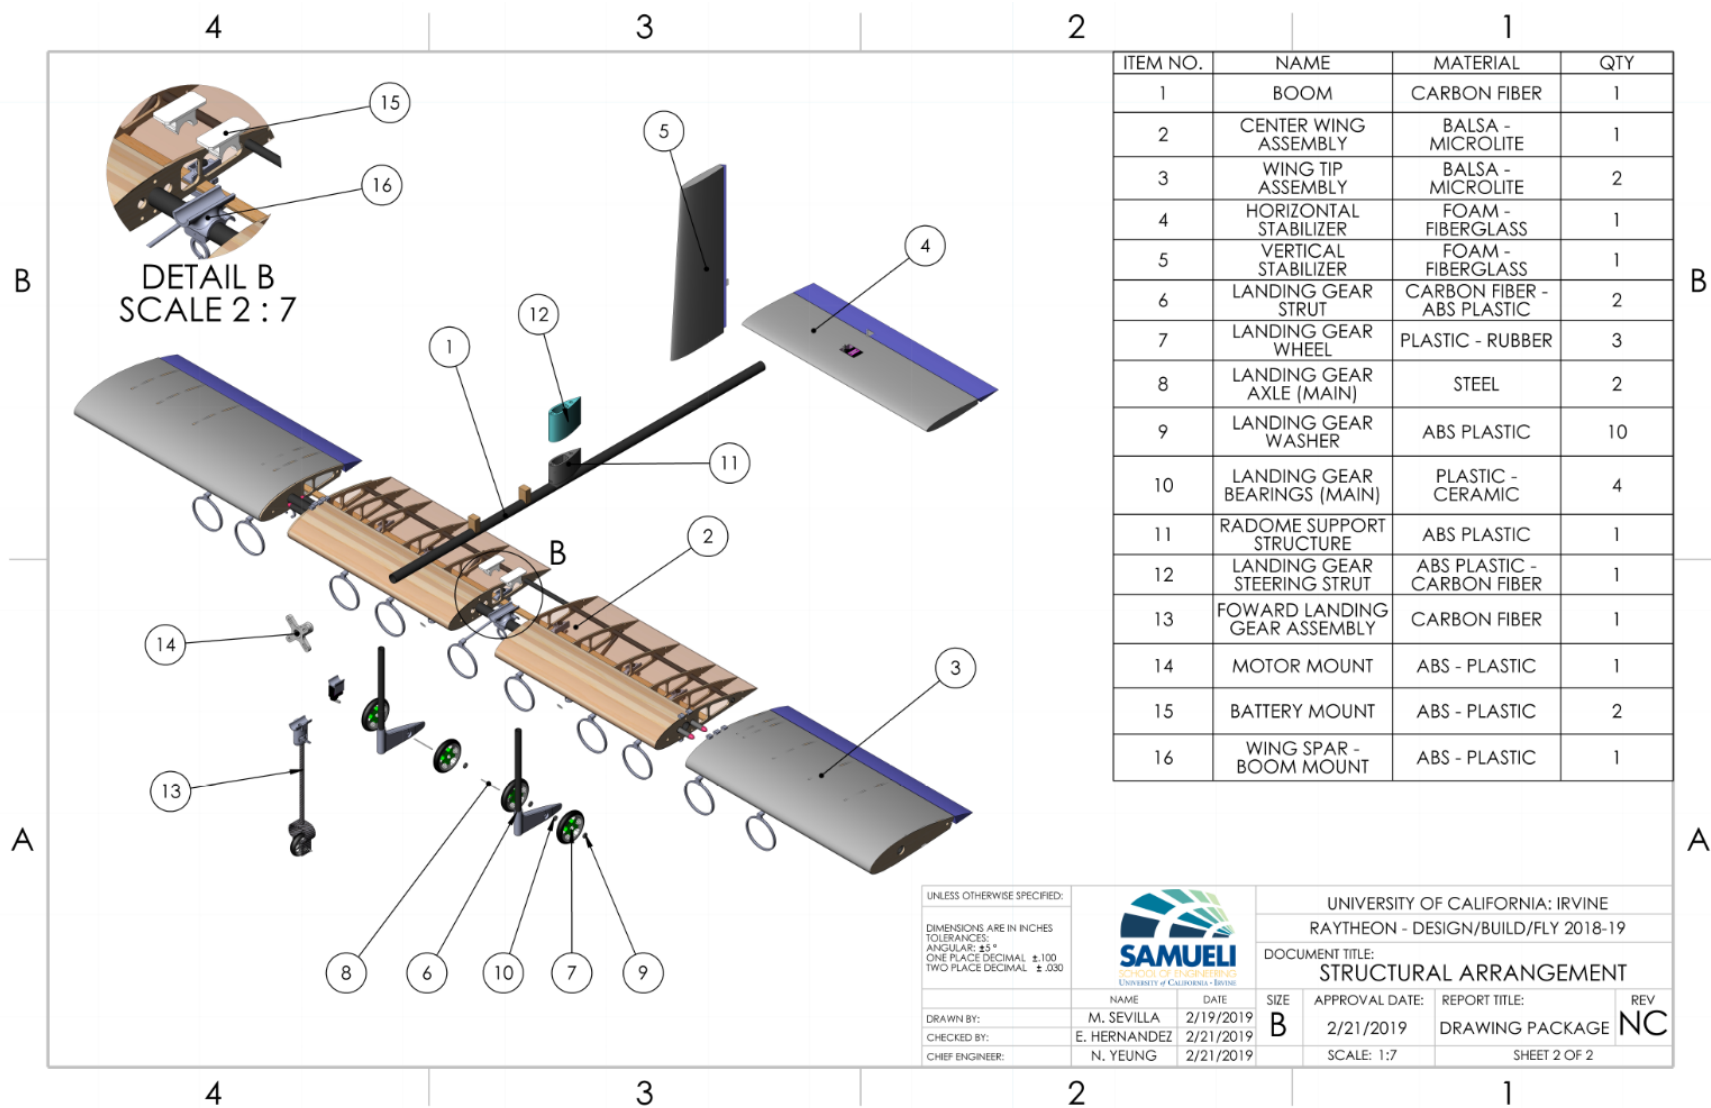 4 3 2 1
15
16
DETAIL B
SCALE 2 : 7
5
4
12
1
11
B
2
14
3
13
8 6 10 7 9
B B
A A
ITEM NO. NAME MATERIAL QTY
1 BOOM CARBON FIBER 1
2 CENTER WING ASSEMBLY BALSA - MICROLITE 1
3 WING TIP ASSEMBLY BALSA - MICROLITE 2
4 HORIZONTAL STABILIZER FOAM - FIBERGLASS 1
5 VERTICAL STABILIZER FOAM - FIBERGLASS 1
6 LANDING GEAR STRUT CARBON FIBER - ABS PLASTIC 2
7 LANDING GEAR WHEEL PLASTIC - RUBBER 3
8 LANDING GEAR AXLE (MAIN) STEEL 2
9 LANDING GEAR WASHER ABS PLASTIC 10
10 LANDING GEAR BEARINGS (MAIN) PLASTIC - CERAMIC 4
11 RADOME SUPPORT STRUCTURE ABS PLASTIC 1
12 LANDING GEAR STEERING STRUT ABS PLASTIC - CARBON FIBER 1
13 FOWARD LANDING GEAR ASSEMBLY CARBON FIBER 1
14 MOTOR MOUNT ABS - PLASTIC 1
15 BATTERY MOUNT ABS - PLASTIC 2
16 WING SPAR - BOOM MOUNT ABS - PLASTIC 1
UNLESS OTHERWISE SPECIFIED:
DIMENSIONS ARE IN INCHES
TOLERANCES:
ANGULAR: ±5°
ONE PLACE DECIMAL ±.100
TWO PLACE DECIMAL ± .030
SAMUELI
SCHOOL OF ENGINEERING
UNIVERSITY of CALIFORNIA - IRVINE
UNIVERSITY OF CALIFORNIA: IRVINE
RAYTHEON - DESIGN/BUILD/FLY 2018-19
DOCUMENT TITLE:
STRUCTURAL ARRANGEMENT
NAME DATE
DRAWN BY: M. SEVILLA 2/19/2019
CHECKED BY: E. HERNANDEZ 2/21/2019
CHIEF ENGINEER: N. YEUNG 2/21/2019
SIZE
B
APPROVAL DATE:
2/21/2019
REPORT TITLE:
DRAWING PACKAGE
REV
NC
SCALE: 1:7
SHEET 2 OF 2
4 3 2 1